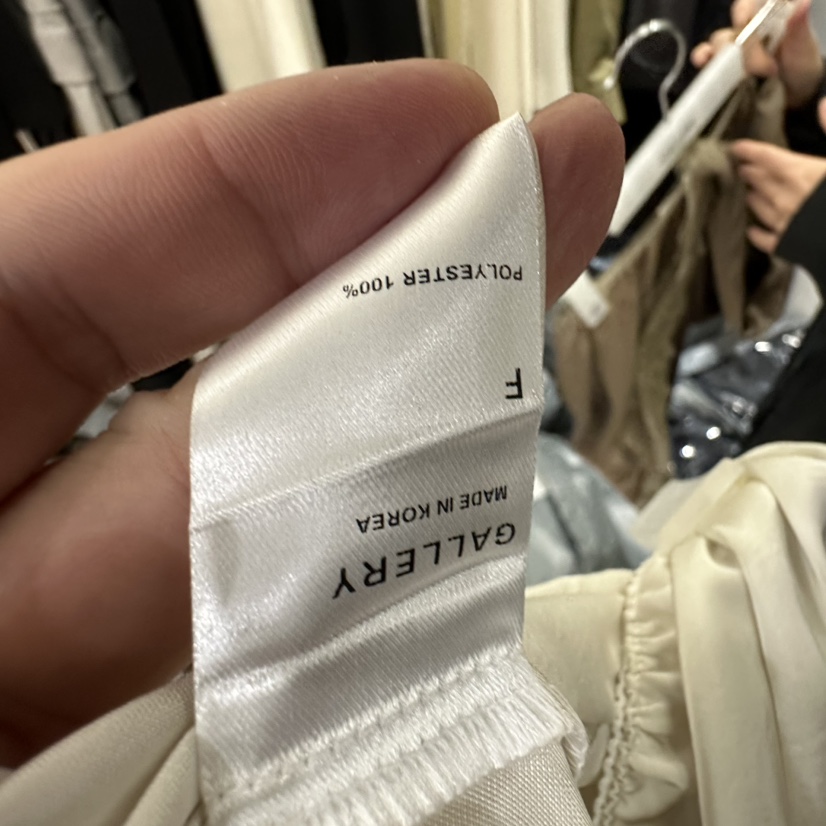 GALLERY
MADE IN KOREA
F
POLYESTER 100%